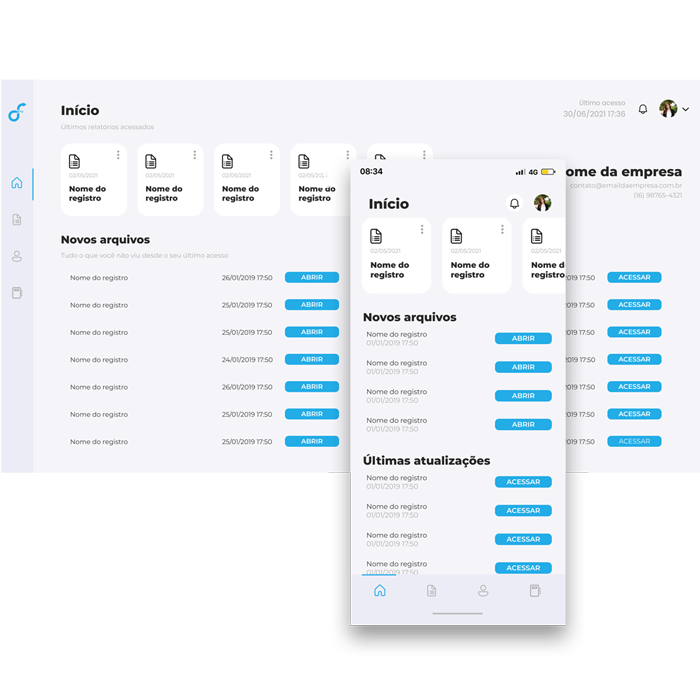 Início
Últimos relatórios acessados
Último acesso
30/06/2021 17:36
02/05/2021
Nome do
registro
02/05/2021
Nome do
registro
02/05/2021
Nome do
registro
02/05/2021
Nome do
registro
ome da empresa
contato@emaildaempresa.com.br
(16) 98765-4321
Novos arquivos
Tudo o que você não viu desde o seu último acesso
Nome do registro 26/01/2019 17:50 ABRIR
Nome do registro 25/01/2019 17:50 ABRIR
Nome do registro 25/01/2019 17:50 ABRIR
Nome do registro 24/01/2019 17:50 ABRIR
Nome do registro 26/01/2019 17:50 ABRIR
Nome do registro 25/01/2019 17:50 ABRIR
Nome do registro 25/01/2019 17:50 ABRIR
2019 17:50 ACESSAR
2019 17:50 ACESSAR
2019 17:50 ACESSAR
2019 17:50 ACESSAR
2019 17:50 ACESSAR
2019 17:50 ACESSAR
2019 17:50 ACESSAR
08:34 4G
Início
02/05/2021
Nome do
registro
02/05/2021
Nome do
registro
02/05/2021
Nome do
registro
Novos arquivos
Nome do registro
01/01/2019 17:50
ABRIR
Nome do registro
01/01/2019 17:50
ABRIR
Nome do registro
01/01/2019 17:50
ABRIR
Nome do registro
01/01/2019 17:50
ABRIR
Últimas atualizações
Nome do registro
01/01/2019 17:50
ACESSAR
Nome do registro
01/01/2019 17:50
ACESSAR
Nome do registro
01/01/2019 17:50
ACESSAR
Nome do registro
01/01/2019 17:50
ACESSAR